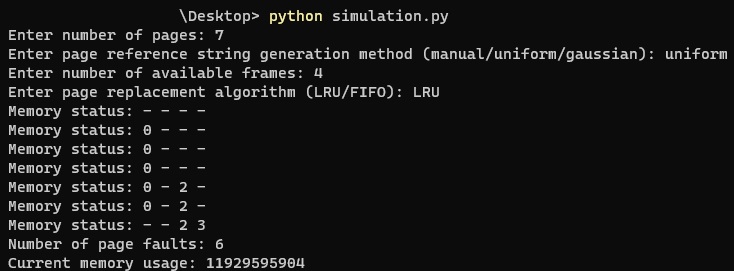 \Desktop> python simulation.py
Enter number of pages: 7
Enter page reference string generation method (manual/uniform/gaussian): uniform
Enter number of available frames: 4
Enter page replacement algorithm (LRU/FIFO): LRU
Memory status: - - - -
Memory status: 0 - - -
Memory status: 0 - - -
Memory status: 0 - - -
Memory status: 0 - 2 -
Memory status: 0 - 2 -
Memory status: - - 2 3
Number of page faults: 6
Current memory usage: 11929595904